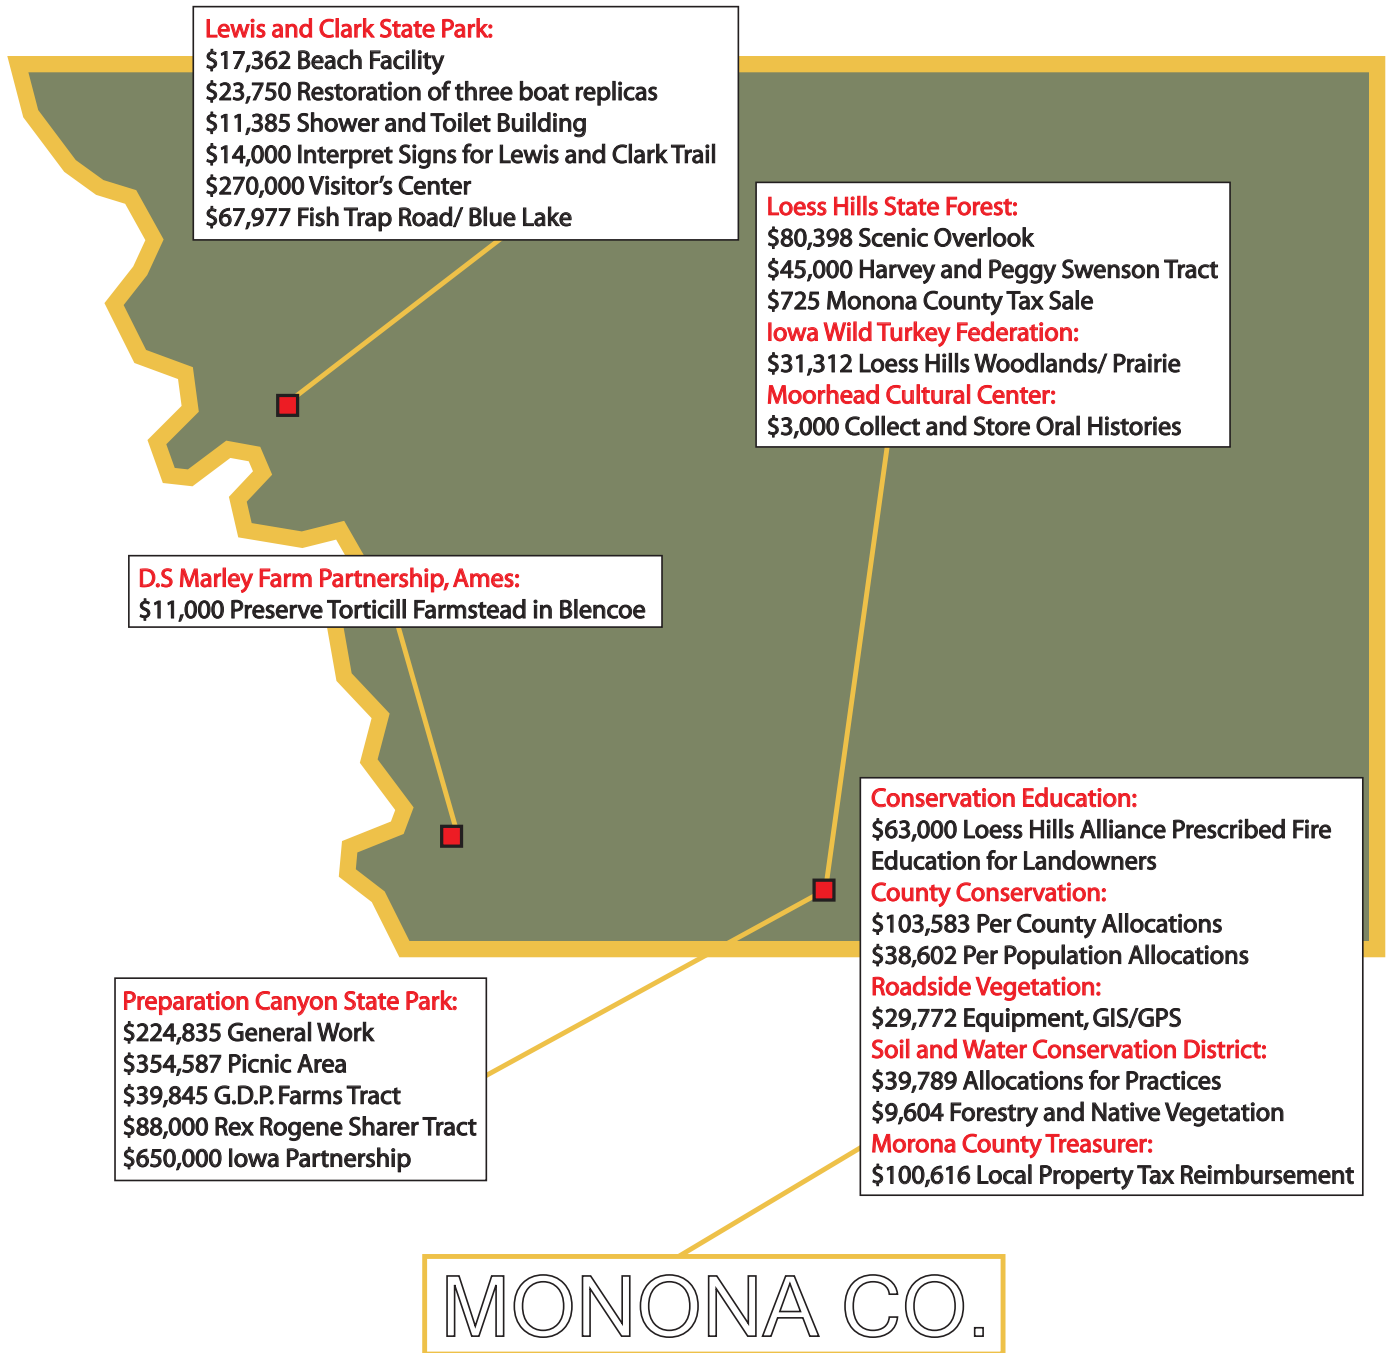 Lewis and Clark State Park:
$17,362 Beach Facility
$23,750 Restoration of three boat replicas
$11,385 Shower and Toilet Building
$14,000 Interpret Signs for Lewis and Clark Trail
$270,000 Visitor's Center
$67,977 Fish Trap Road/ Blue Lake
Loess Hills State Forest:
$80,398 Scenic Overlook
$45,000 Harvey and Peggy Swenson Tract
$725 Monona County Tax Sale
Iowa Wild Turkey Federation:
$31,312 Loess Hills Woodlands/ Prairie
Moorhead Cultural Center:
$3,000 Collect and Store Oral Histories
D.S Marley Farm Partnership, Ames:
$11,000 Preserve Torticill Farmstead in Blencoe
Conservation Education:
$63,000 Loess Hills Alliance Prescribed Fire
Education for Landowners
County Conservation:
$103,583 Per County Allocations
$38,602 Per Population Allocations
Roadside Vegetation:
$29,772 Equipment, GIS/GPS
Soil and Water Conservation District:
$39,789 Allocations for Practices
$9,604 Forestry and Native Vegetation
Morona County Treasurer:
$100,616 Local Property Tax Reimbursement
Preparation Canyon State Park:
$224,835 General Work
$354,587 Picnic Area
$39,845 G.D.P. Farms Tract
$88,000 Rex Rogene Sharer Tract
$650,000 Iowa Partnership
MONONA CO.